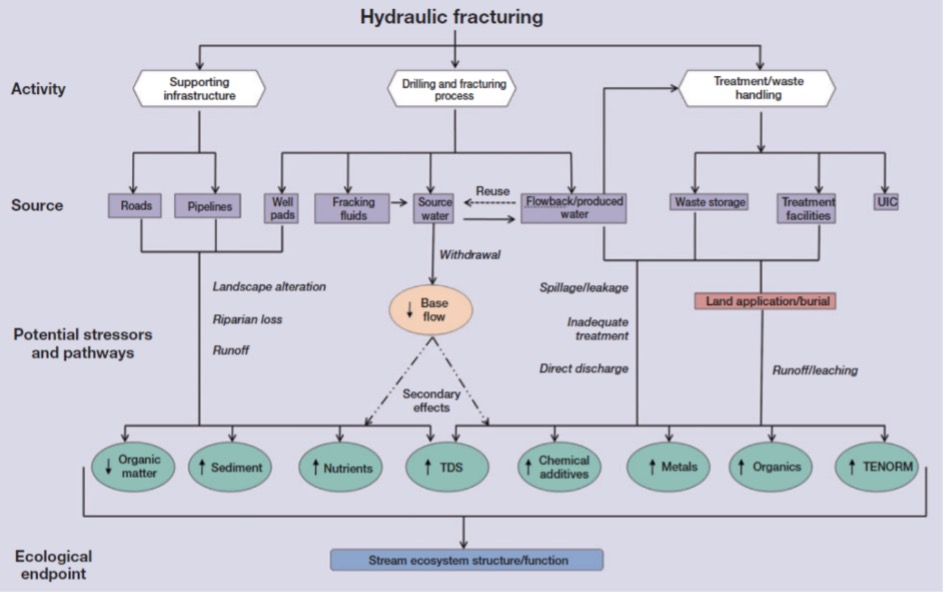 Hydraulic fracturing
Activity
Supporting
infrastructure
Drilling and fracturing
process
Treatment/waste
handling
Source
Roads
Pipelines
Well
pads
Fracking
fluids
Source
water
Reuse
Flowback/produced
water
Waste storage
Treatment
facilities
UIC
Withdrawal
Landscape alteration
Riparian loss
Runoff
↓ Base
flow
Spillage/leakage
Inadequate
treatment
Direct discharge
Land application/burial
Runoff/leaching
Potential stressors
and pathways
Secondary
effects
↓ Organic
matter
↑ Sediment
↑ Nutrients
↑ TDS
↑ Chemical
additives
↑ Metals
↑ Organics
↑ TENORM
Ecological
endpoint
Stream ecosystem structure/function